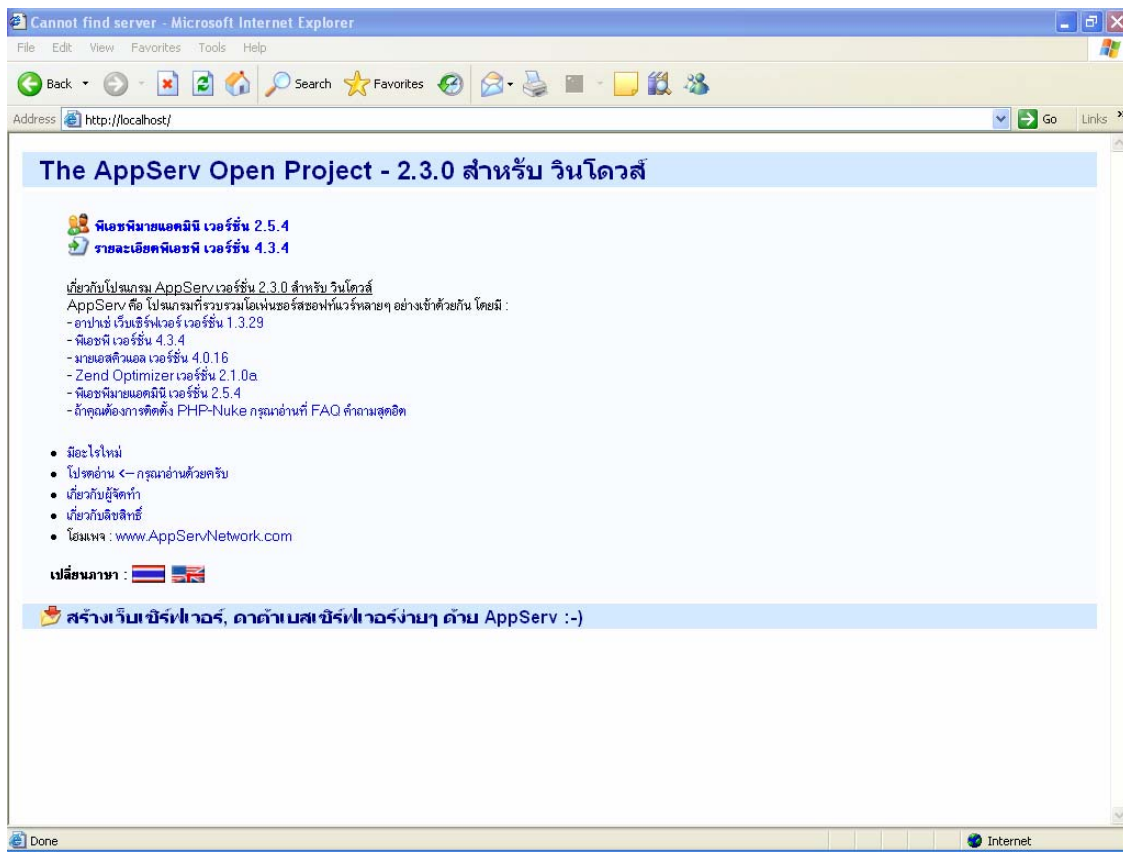 Cannot find server - Microsoft Internet Explorer
File Edit View Favorites Tools Help
Back Search Favorites
Address http://localhost/ Go Links
The AppServ Open Project - 2.3.0 สำหรับ วินโดวส์
พีเอชพีมายแอดมินิ เวอร์ชั่น 2.5.4
รายละเอียดพีเอชพี เวอร์ชั่น 4.3.4
เกี่ยวกับโปรแกรม AppServ เวอร์ชั่น 2.3.0 สำหรับ วินโดวส์
AppServ คือ โปรแกรมที่รวบรวมโอเพ่นซอร์สซอฟท์แวร์หลายๆ อย่างเข้าด้วยกัน โดยมี :
- อาปาเช่ เว็บเซิร์ฟเวอร์ เวอร์ชั่น 1.3.29
- พีเอชพี เวอร์ชั่น 4.3.4
- มายเอสคิวแอล เวอร์ชั่น 4.0.16
- Zend Optimizer เวอร์ชั่น 2.1.0a
- พีเอชพีมายแอดมินิ เวอร์ชั่น 2.5.4
- ถ้าคุณต้องการติดตั้ง PHP-Nuke กรุณาอ่านที่ FAQ คำถามสุดฮิต
• มีอะไรใหม่
• โปรดอ่าน <-- กรุณาอ่านด้วยครับ
• เกี่ยวกับผู้จัดทำ
• เกี่ยวกับลิขสิทธิ์
• โฮมเพจ : www.AppServNetwork.com
เปลี่ยนภาษา :
สร้างเว็บเซิร์ฟเวอร์, ดาต้าเบสเซิร์ฟเวอร์ง่ายๆ ด้วย AppServ :-)
Done Internet